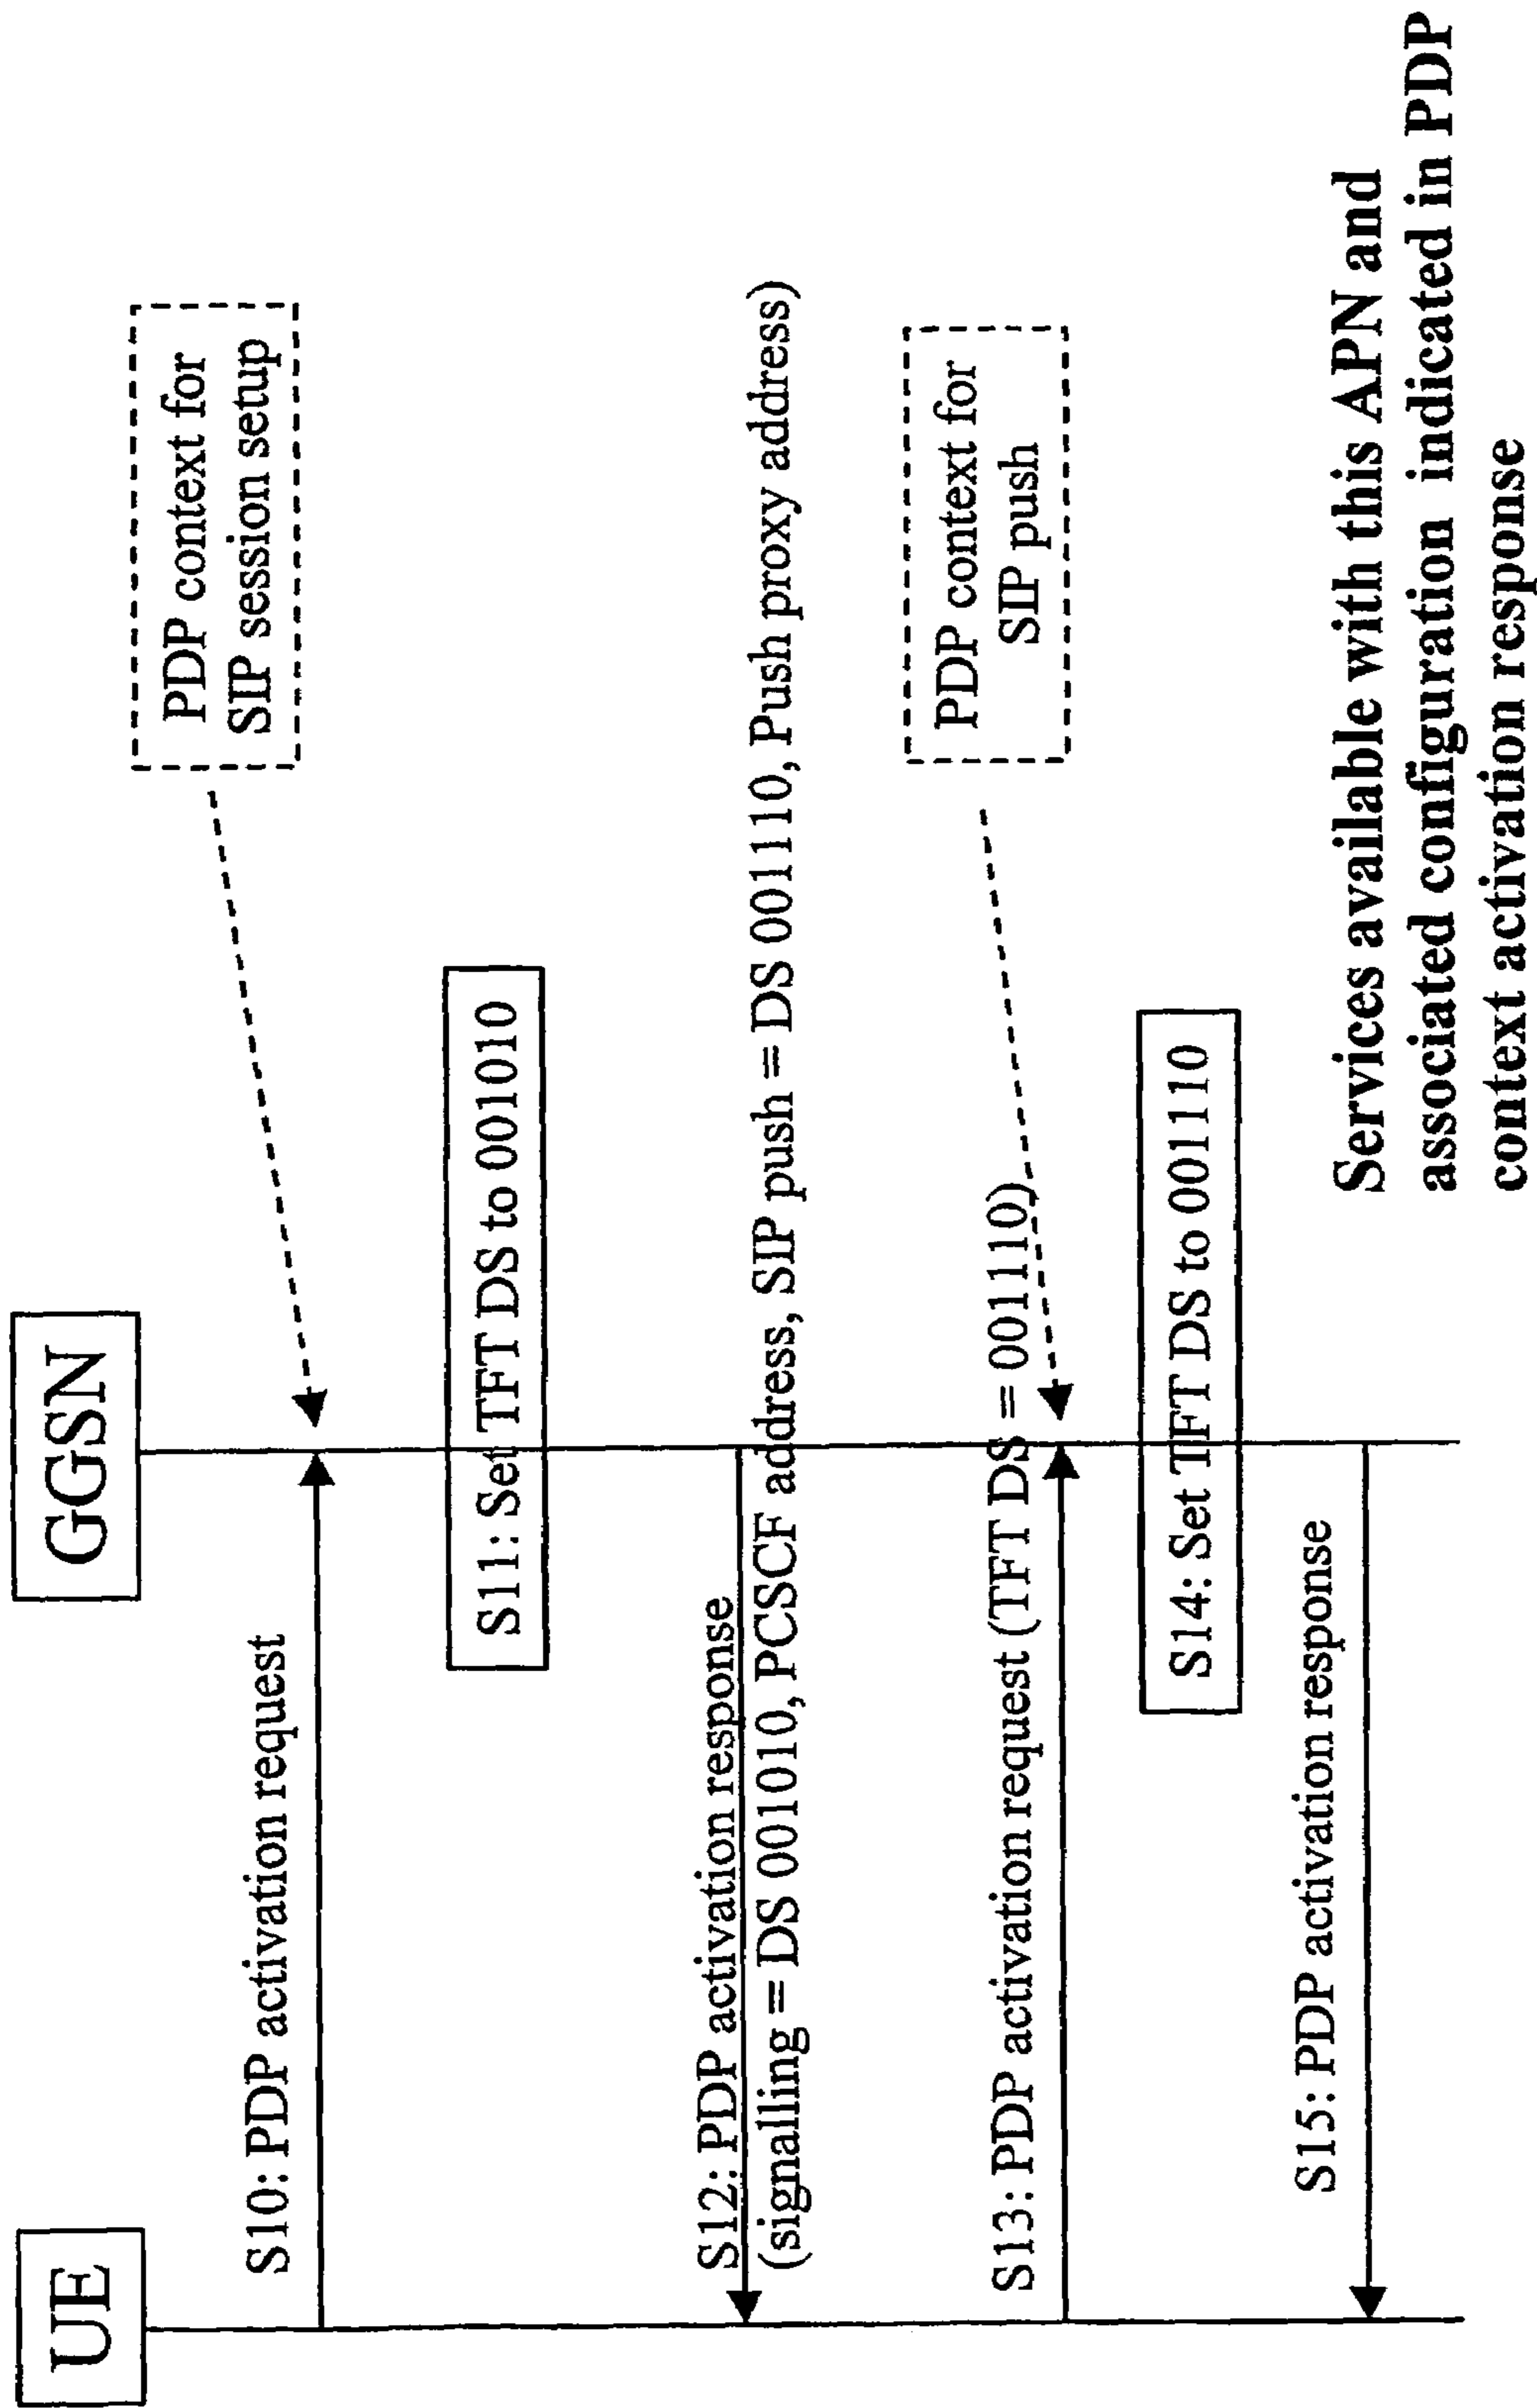 UE
GGSN
S10: PDP activation request
PDP context for
SIP session setup
S11: Set TFT DS to 001010
S12: PDP activation response
(signalling = DS 001010, PCSCF address, SIP push = DS 001110, Push proxy address)
S13: PDP activation request (TFT DS = 001110)
PDP context for
SIP push
S14: Set TFT DS to 001110
S15: PDP activation response
Services available with this APN and
associated configuration indicated in PDP
context activation response